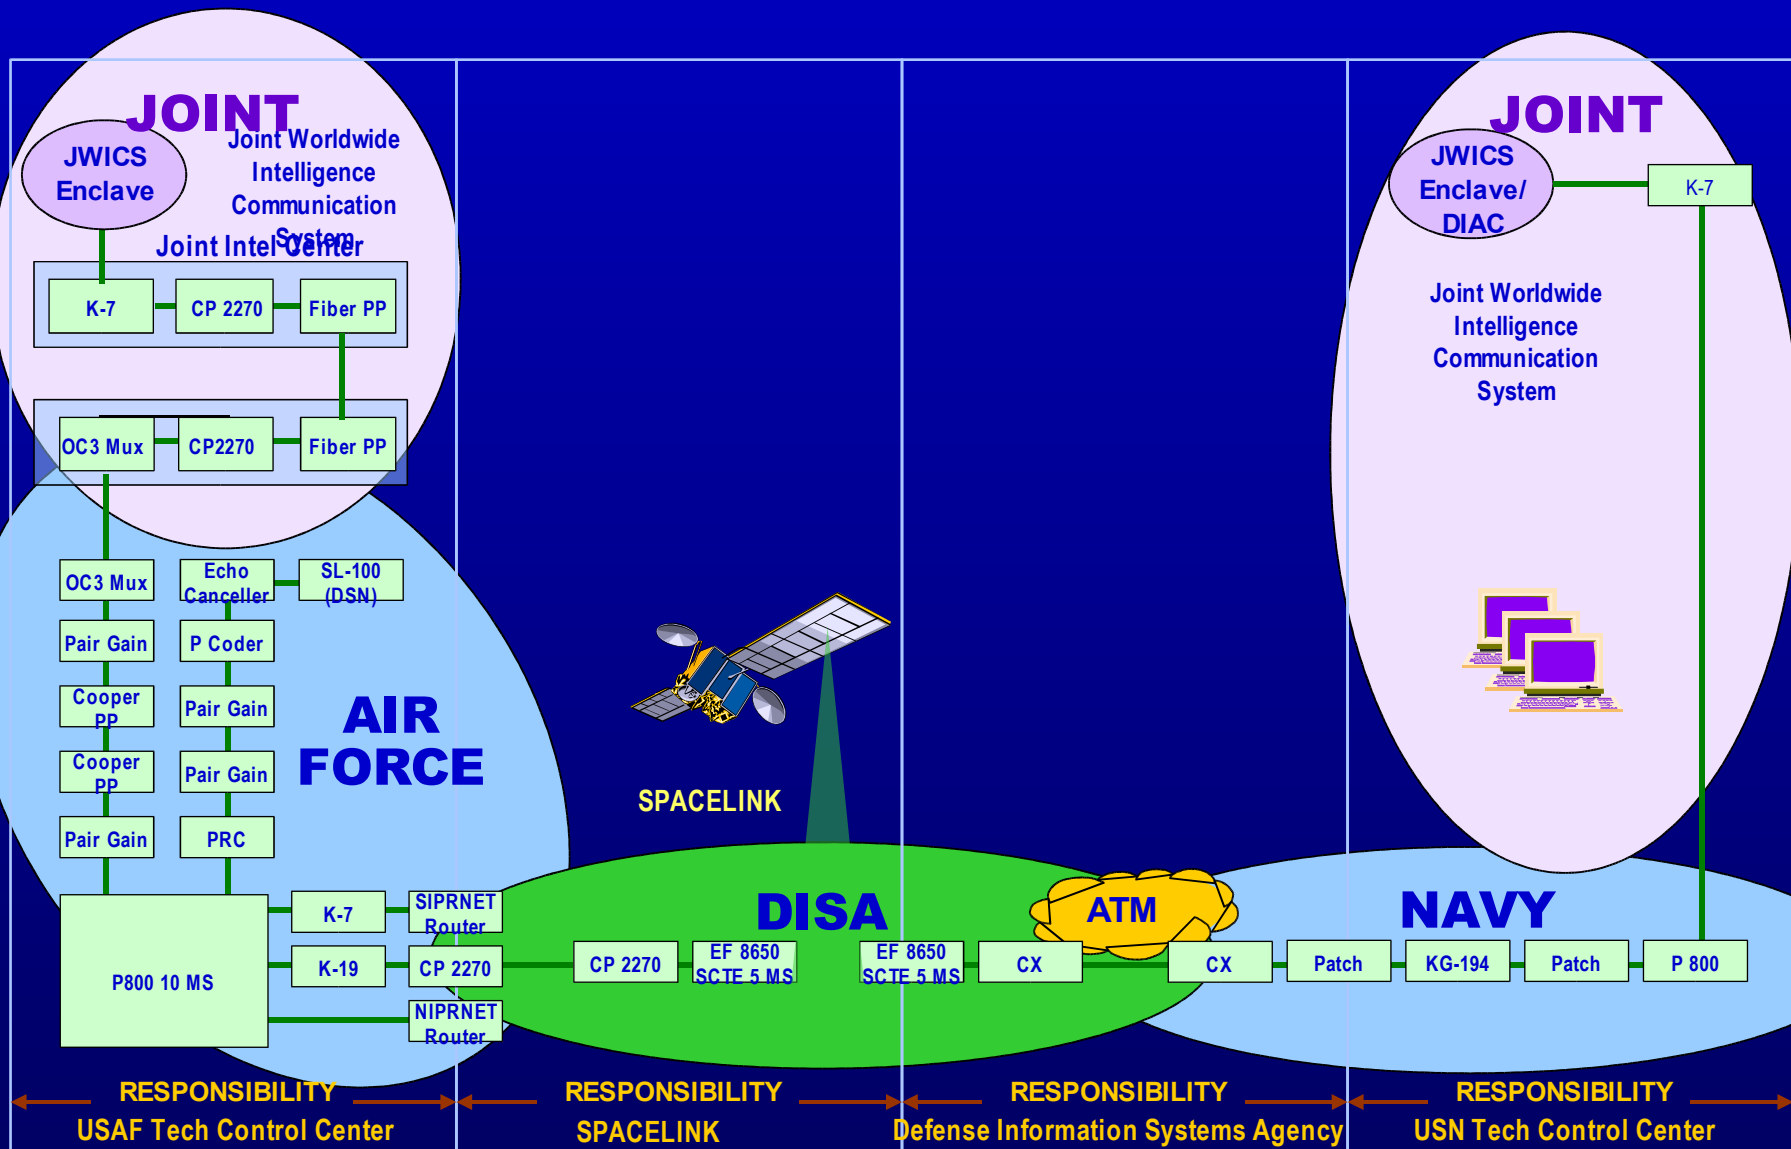 JOINT
JWICS
Enclave
Joint Worldwide
Intelligence
Communication
System
Joint Intel Center
K-7
CP 2270
Fiber PP
OC3 Mux
CP2270
Fiber PP
OC3 Mux
Echo
Canceller
SL-100
(DSN)
Pair Gain
P Coder
Cooper
PP
Pair Gain
Cooper
PP
Pair Gain
Pair Gain
PRC
AIR
FORCE
P800 10 MS
K-7
SIPRNET
Router
K-19
CP 2270
NIPRNET
Router
SPACELINK
DISA
CP 2270
EF 8650
SCTE 5 MS
EF 8650
SCTE 5 MS
CX
ATM
CX
JOINT
JWICS
Enclave/
DIAC
K-7
Joint Worldwide
Intelligence
Communication
System
NAVY
Patch
KG-194
Patch
P 800
RESPONSIBILITY
USAF Tech Control Center
RESPONSIBILITY
SPACELINK
RESPONSIBILITY
Defense Information Systems Agency
RESPONSIBILITY
USN Tech Control Center